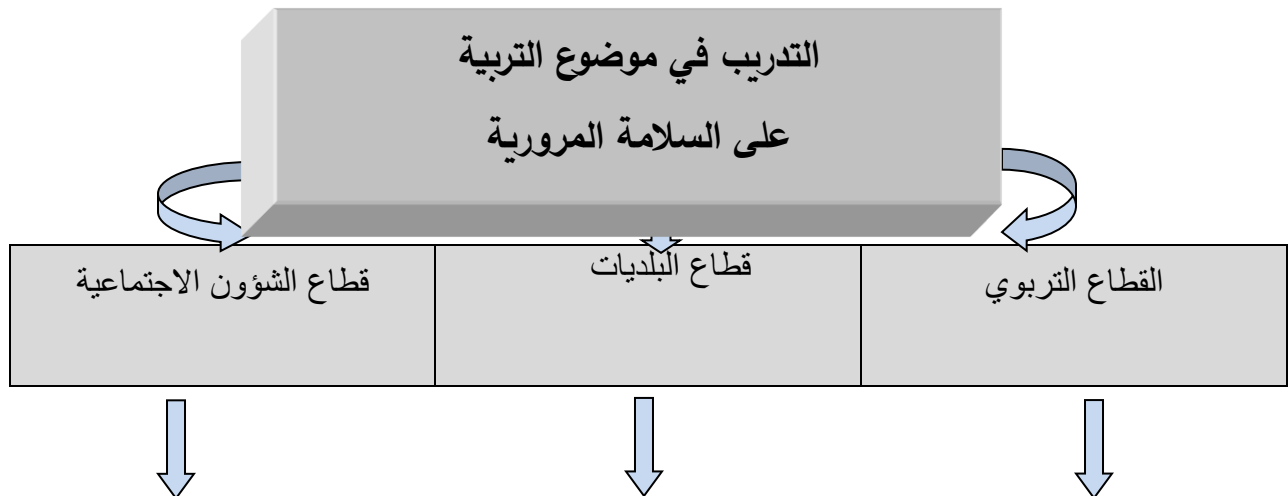 التدريب في موضوع التربية
على السلامة المرورية
القطاع التربوي
قطاع البلديات
قطاع الشؤون الاجتماعية